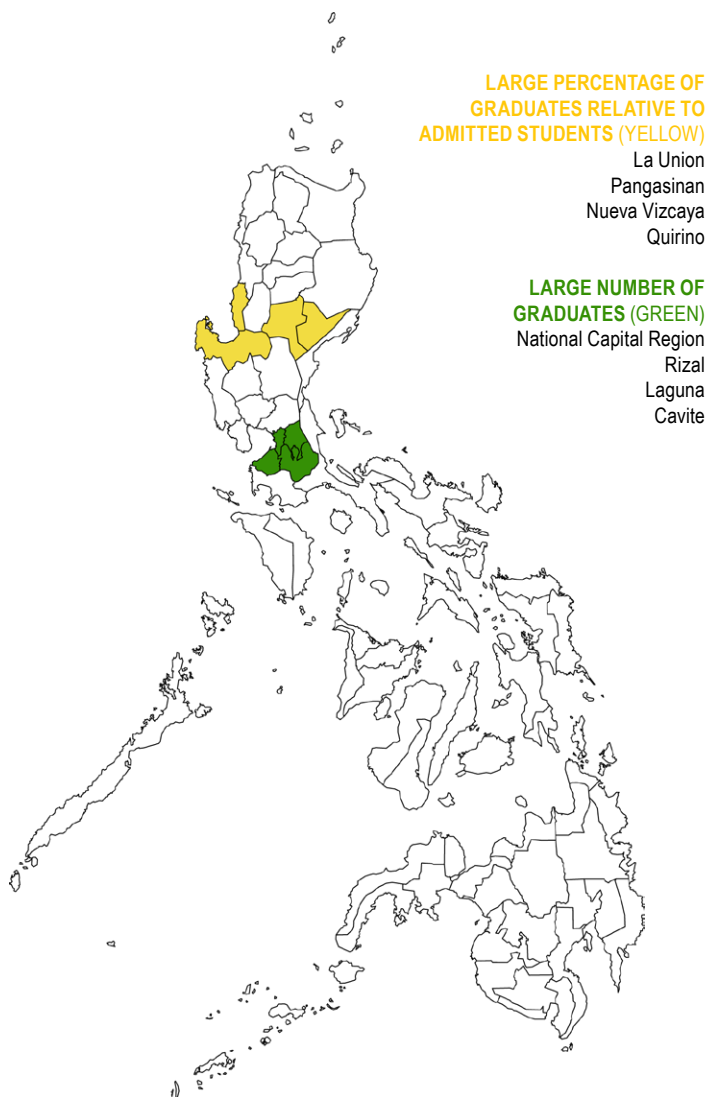 LARGE PERCENTAGE OF
GRADUATES RELATIVE TO
ADMITTED STUDENTS (YELLOW)
La Union
Pangasinan
Nueva Vizcaya
Quirino
LARGE NUMBER OF
GRADUATES (GREEN)
National Capital Region
Rizal
Laguna
Cavite